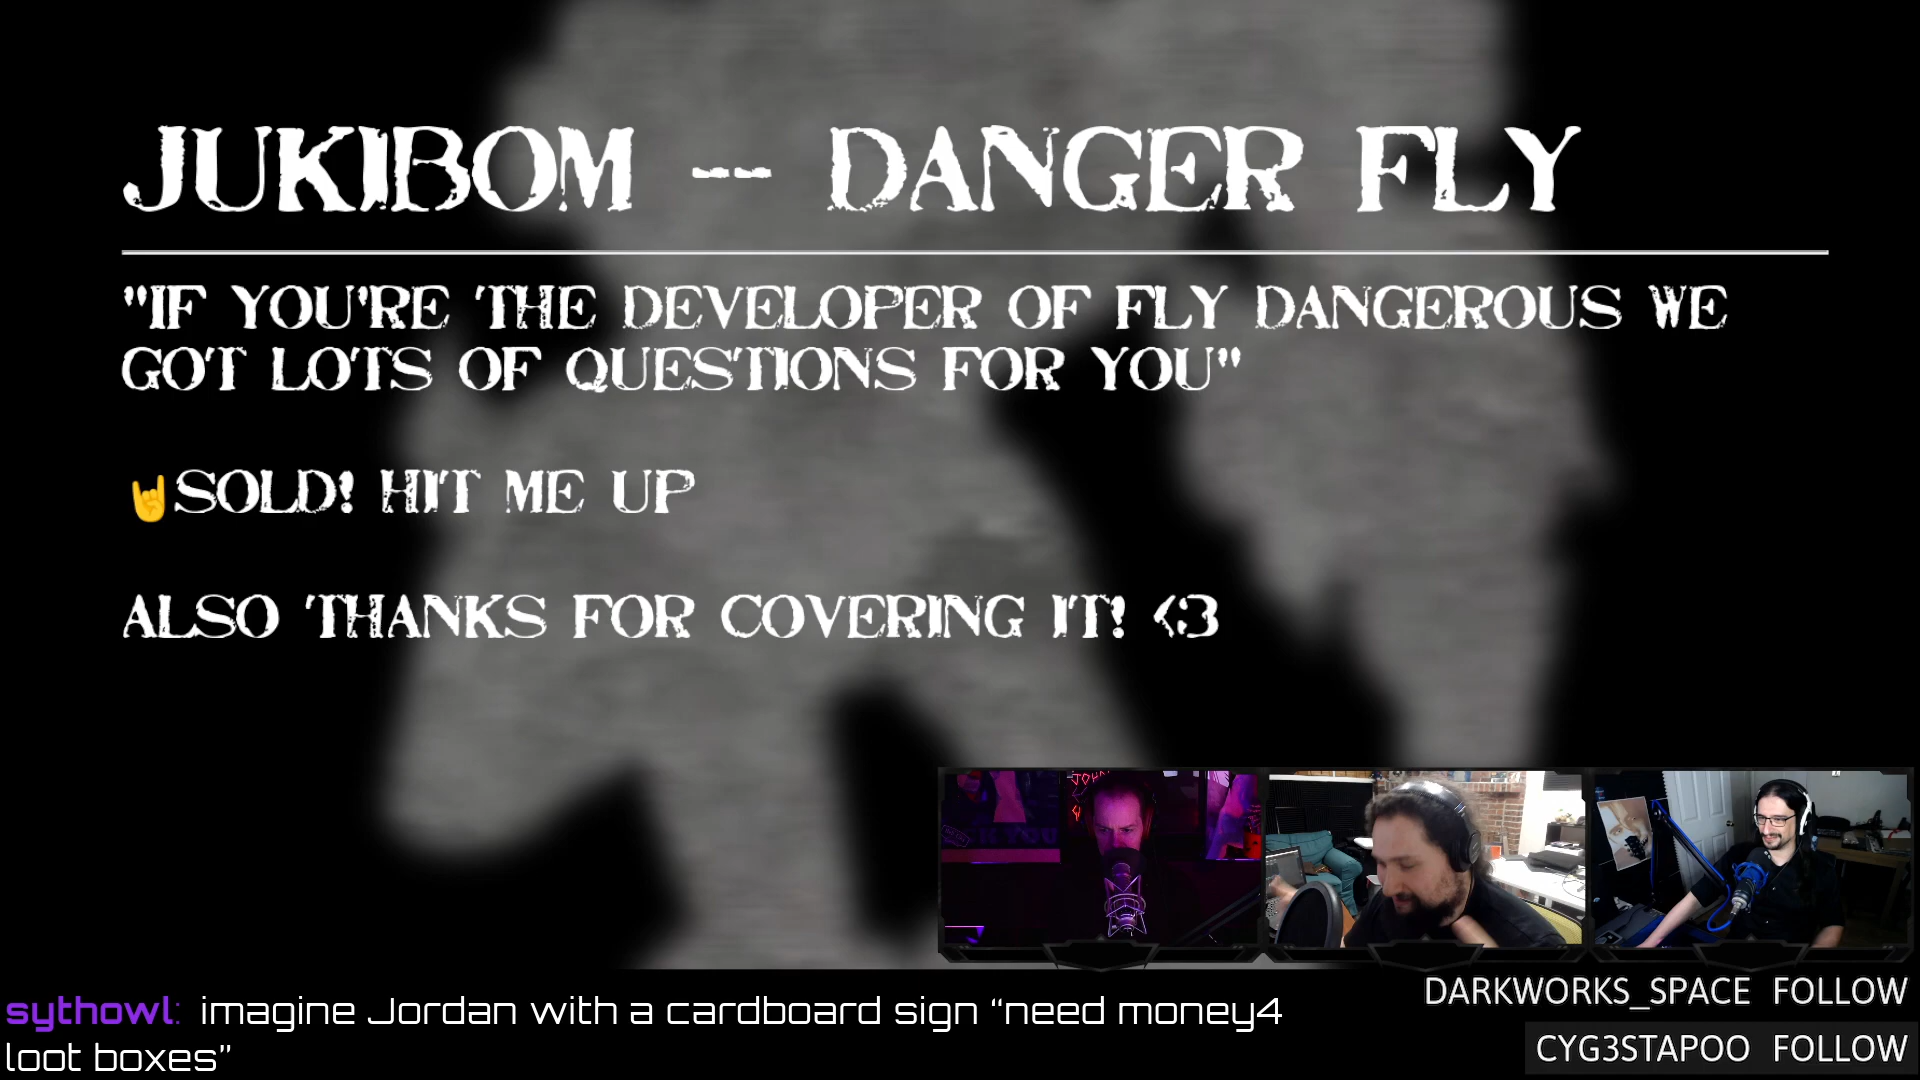 JUKIBOM -- DANGER FLY
"IF YOU'RE THE DEVELOPER OF FLY DANGEROUS WE
GOT LOTS OF QUESTIONS FOR YOU"
🤘SOLD! HIT ME UP
ALSO THANKS FOR COVERING IT! <3
sythowl: imagine Jordan with a cardboard sign “need money4
loot boxes”
DARKWORKS_SPACE FOLLOW
CYG3STAPOO FOLLOW